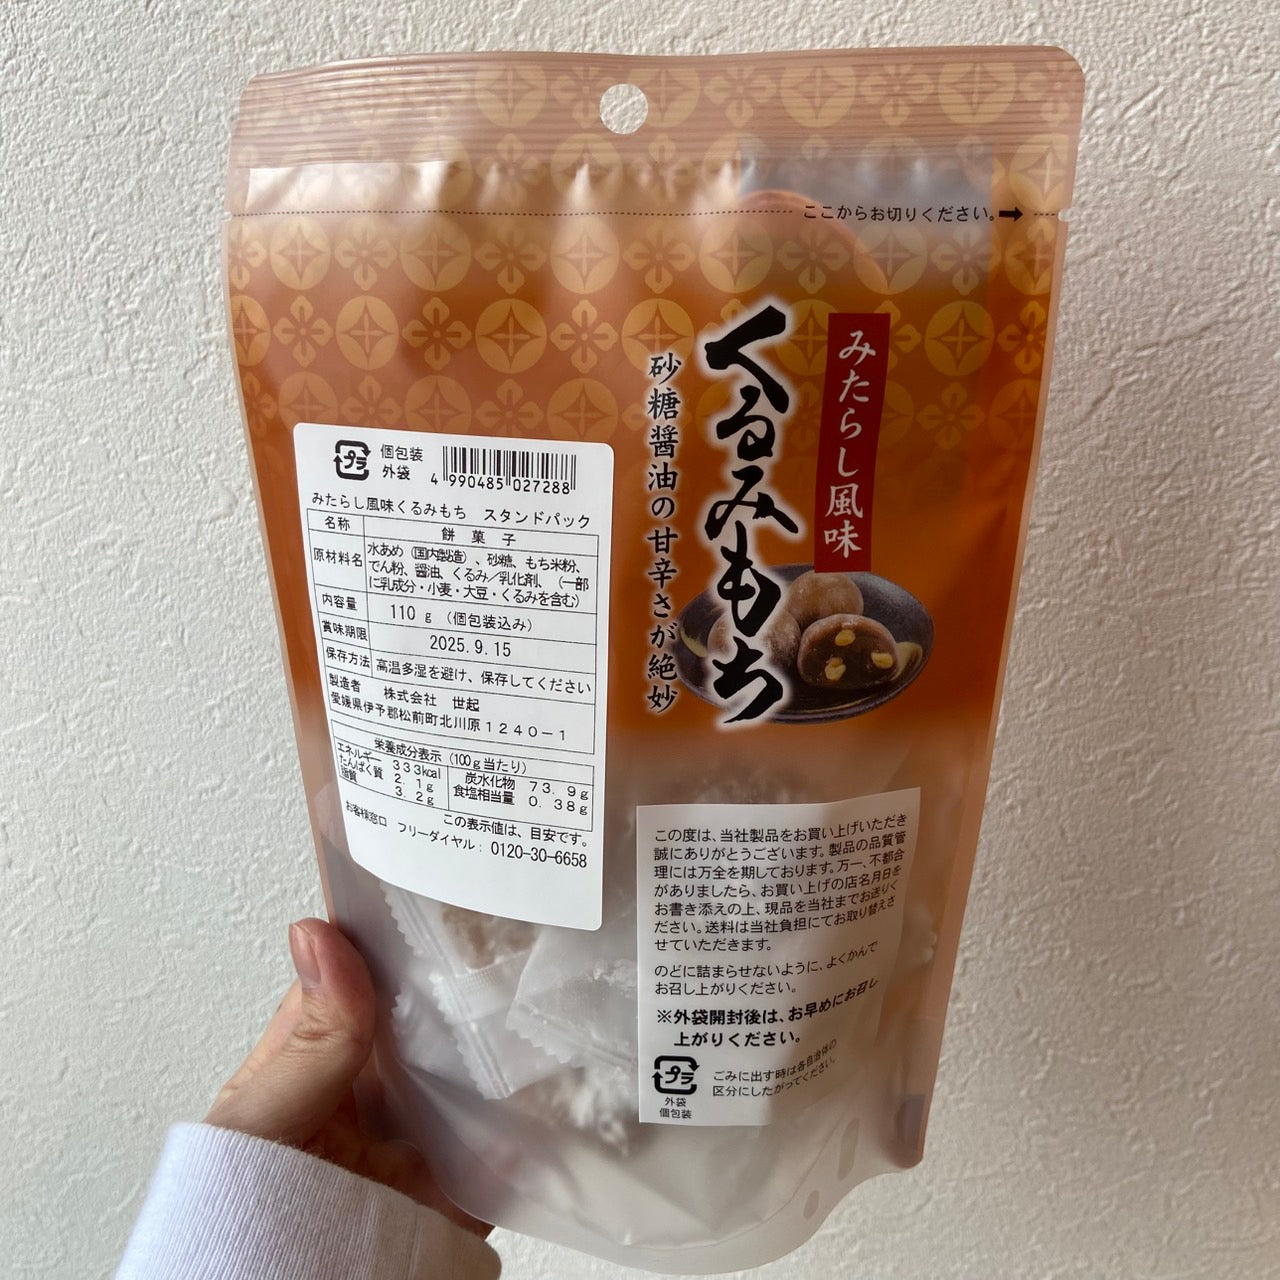 ここからお切りください。➡
みたらし風味
くるみもち
砂糖醤油の甘辛さが絶妙
プラ
個包装
外袋
4 990485 027288
みたらし風味くるみもち スタンドパック
名称 餅菓子
原材料名 水あめ（国内製造）、砂糖、もち米粉、
でん粉、醤油、くるみ／乳化剤、（一部
に乳成分・小麦・大豆・くるみを含む）
内容量 110g（個包装込み）
賞味期限 2025.9.15
保存方法 高温多湿を避け、保存してください
製造者 株式会社 世起
愛媛県伊予郡松前町北川原１２４０－１
栄養成分表示（100g当たり）
エネルギー 333kcal
たんぱく質 2.1g
脂質 3.2g
炭水化物 73.9g
食塩相当量 0.38g
この表示値は、目安です。
お客様窓口 フリーダイヤル：0120-30-6658
この度は、当社製品をお買い上げいただき
誠にありがとうございます。製品の品質管
理には万全を期しております。万一、不都合
がありましたら、お買い上げの店名月日を
お書き添えの上、現品を当社までお送りく
ださい。送料は当社負担にてお取り替えさ
せていただきます。
のどに詰まらせないように、よくかんで
お召し上がりください。
※外袋開封後は、お早めにお召し
上がりください。
プラ
外袋
個包装
ごみに出す時は各自治体の
区分にしたがってください。